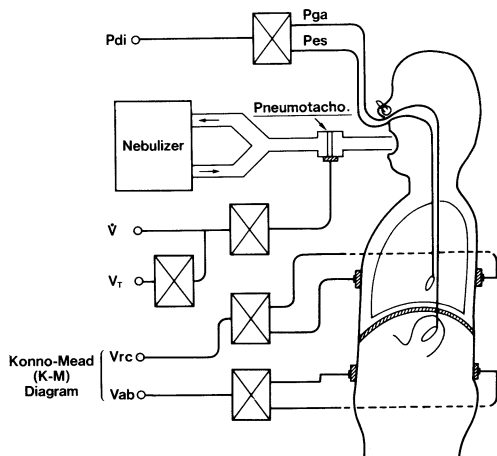 Pga
Pdi
Pes
Pneumotacho.
Nebulizer
V̇
VT
Vrc
Konno-Mead
(K-M)
Diagram
Vab